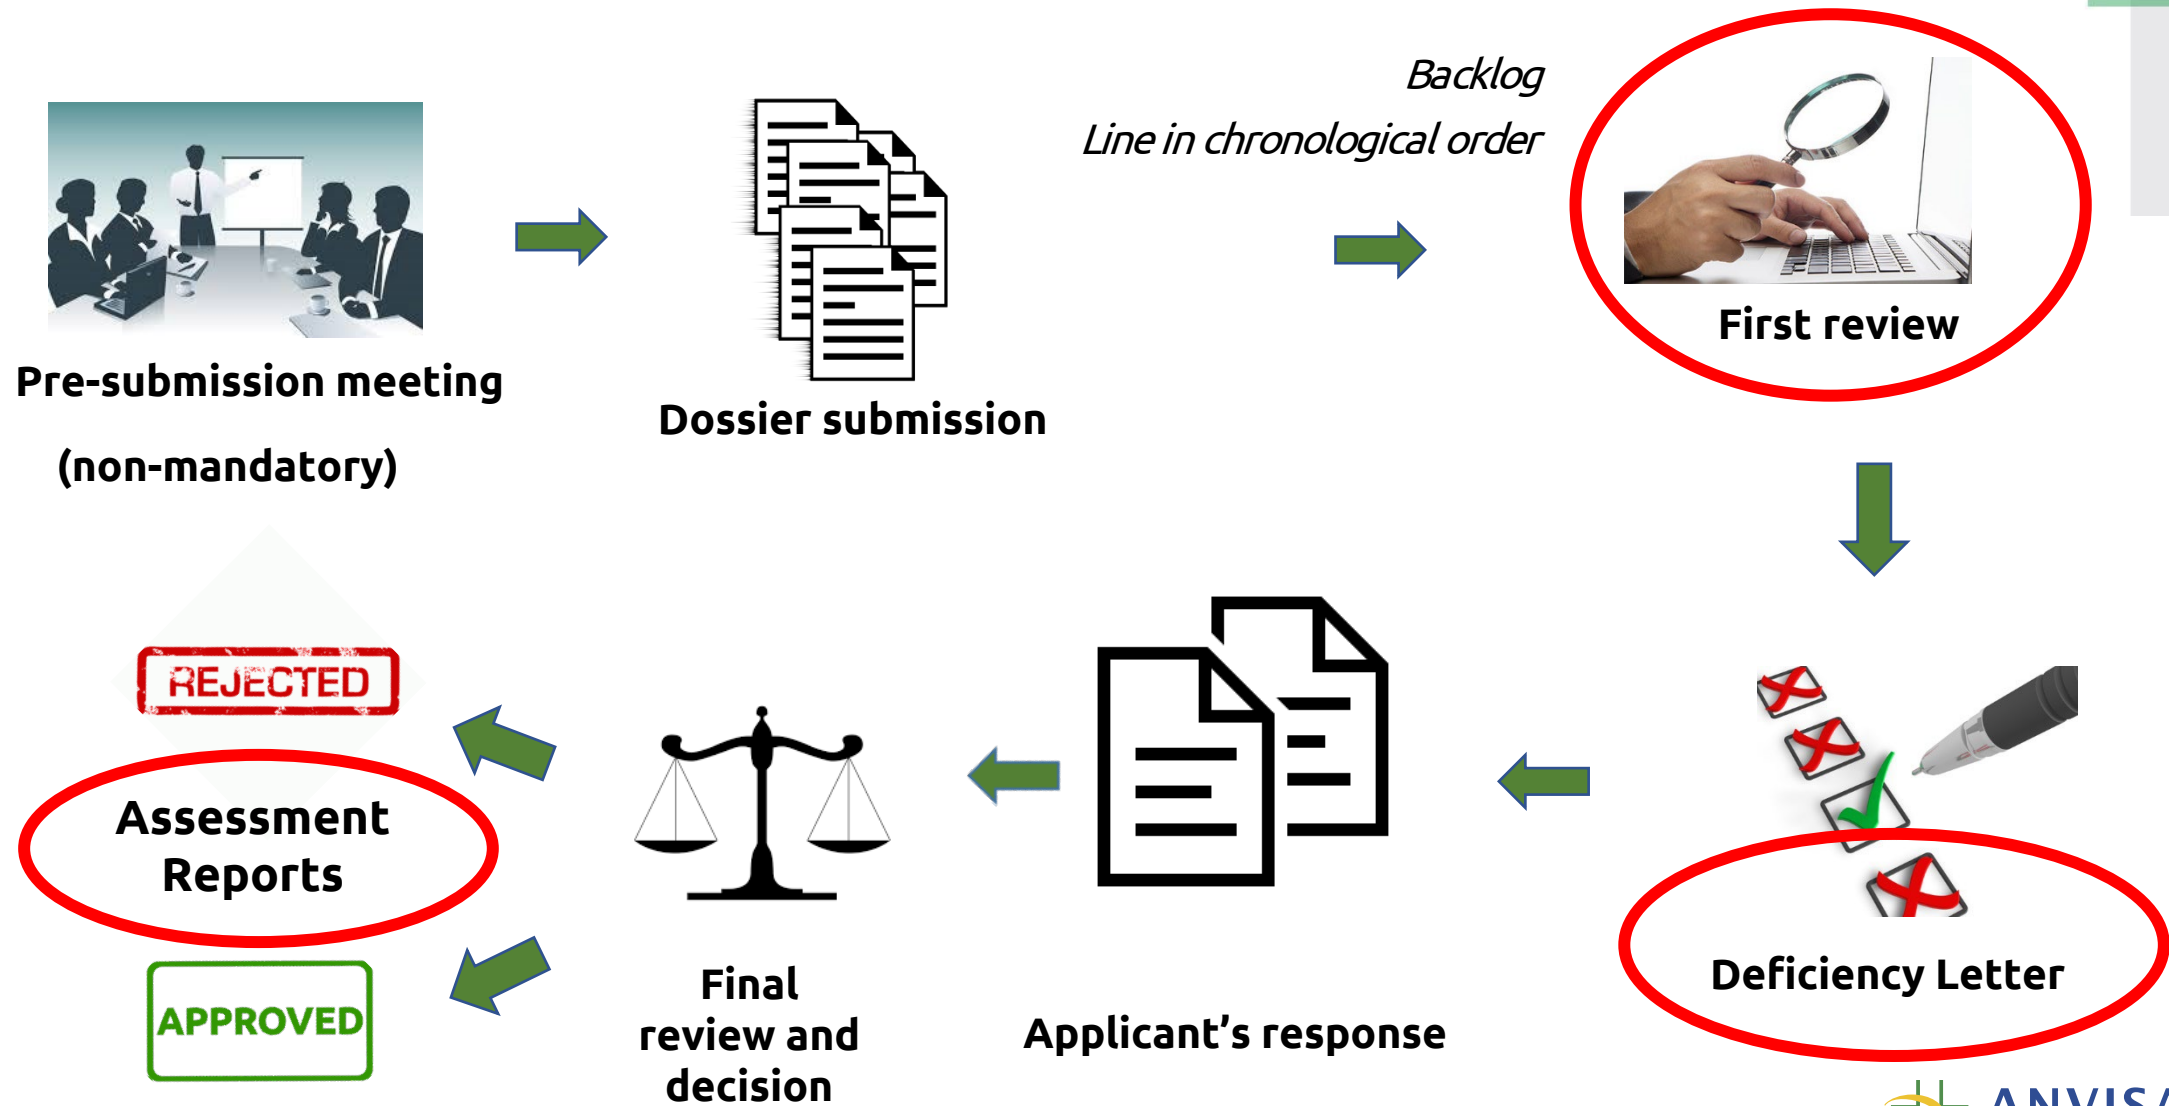 Backlog
Line in chronological order
First review
Pre-submission meeting
(non-mandatory)
Dossier submission
REJECTED
Assessment
Reports
APPROVED
Final
review and
decision
Applicant’s response
Deficiency Letter
ANVISA